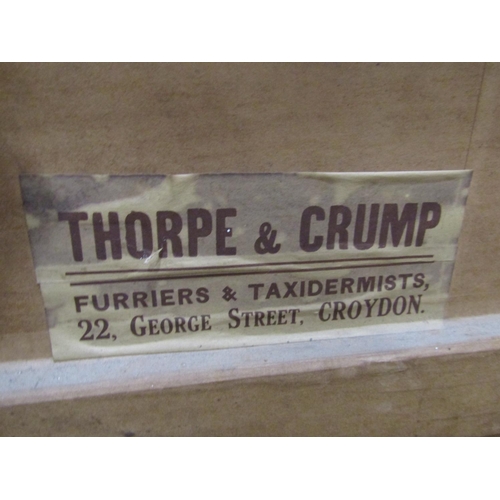 THORPE & CRUMP
FURRIERS & TAXIDERMISTS,
22, GEORGE STREET, CROYDON.